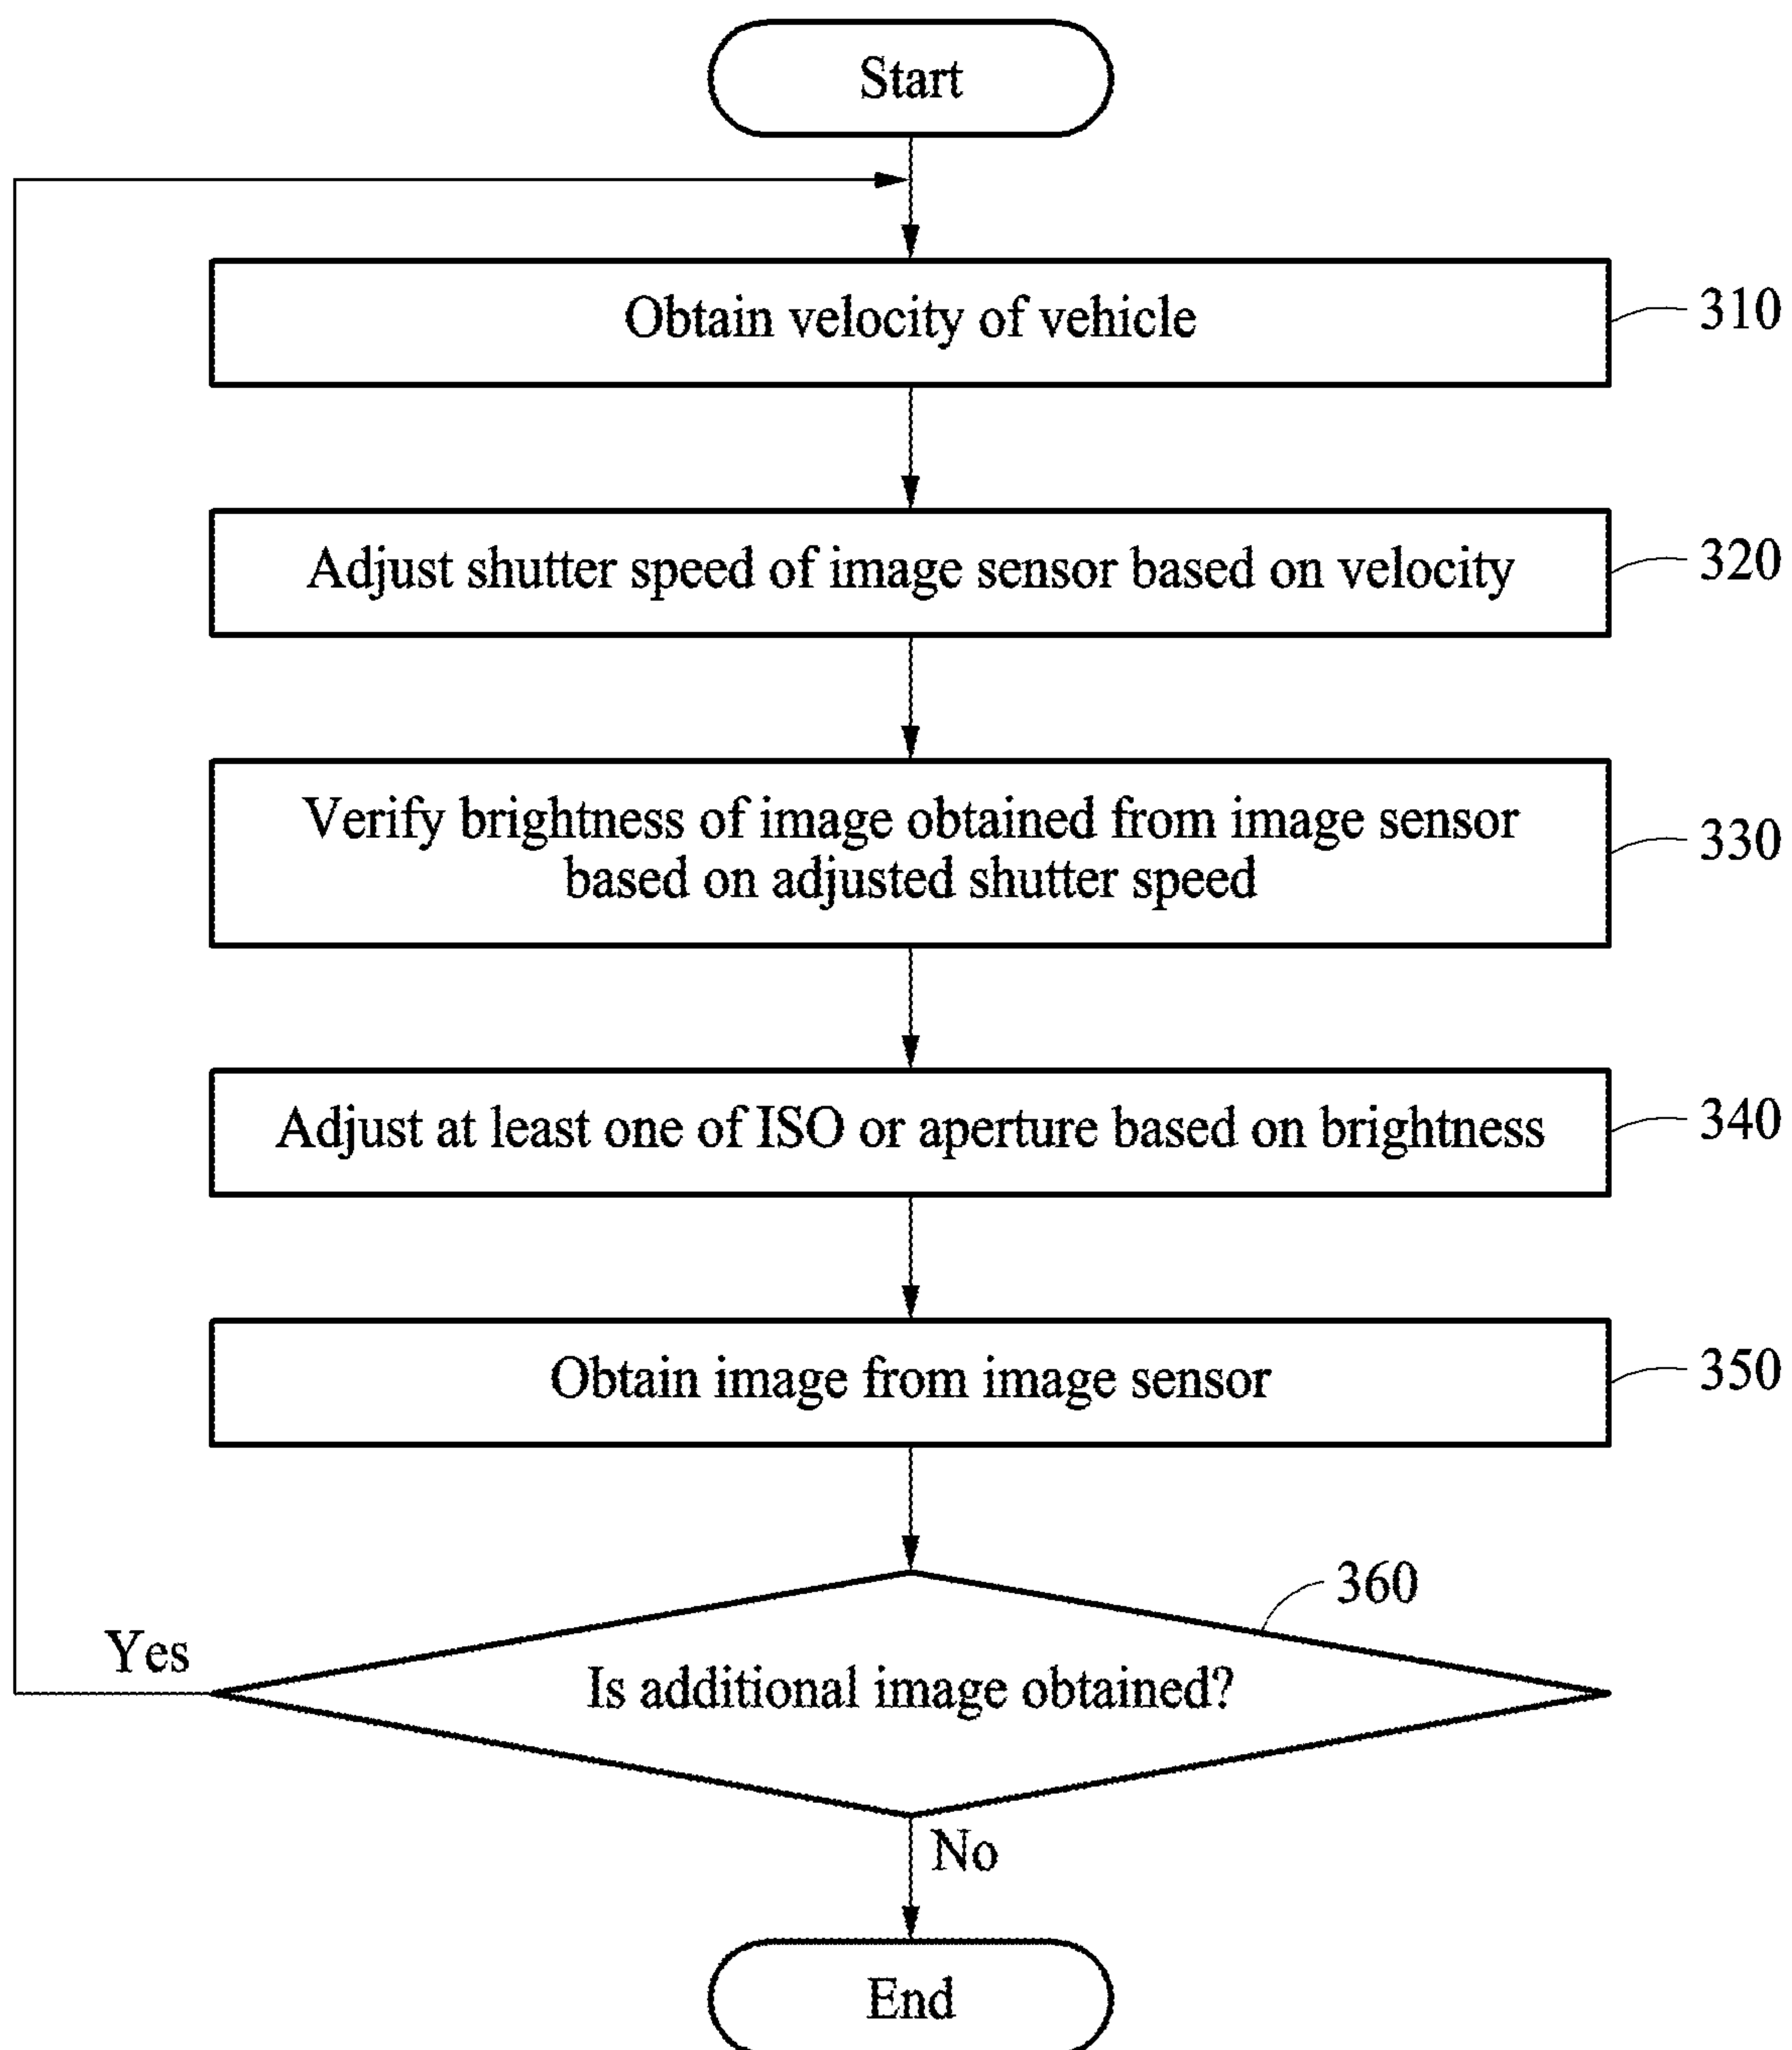 Start
Obtain velocity of vehicle
310
Adjust shutter speed of image sensor based on velocity
320
Verify brightness of image obtained from image sensor
based on adjusted shutter speed
330
Adjust at least one of ISO or aperture based on brightness
340
Obtain image from image sensor
350
360
Yes
Is additional image obtained?
No
End